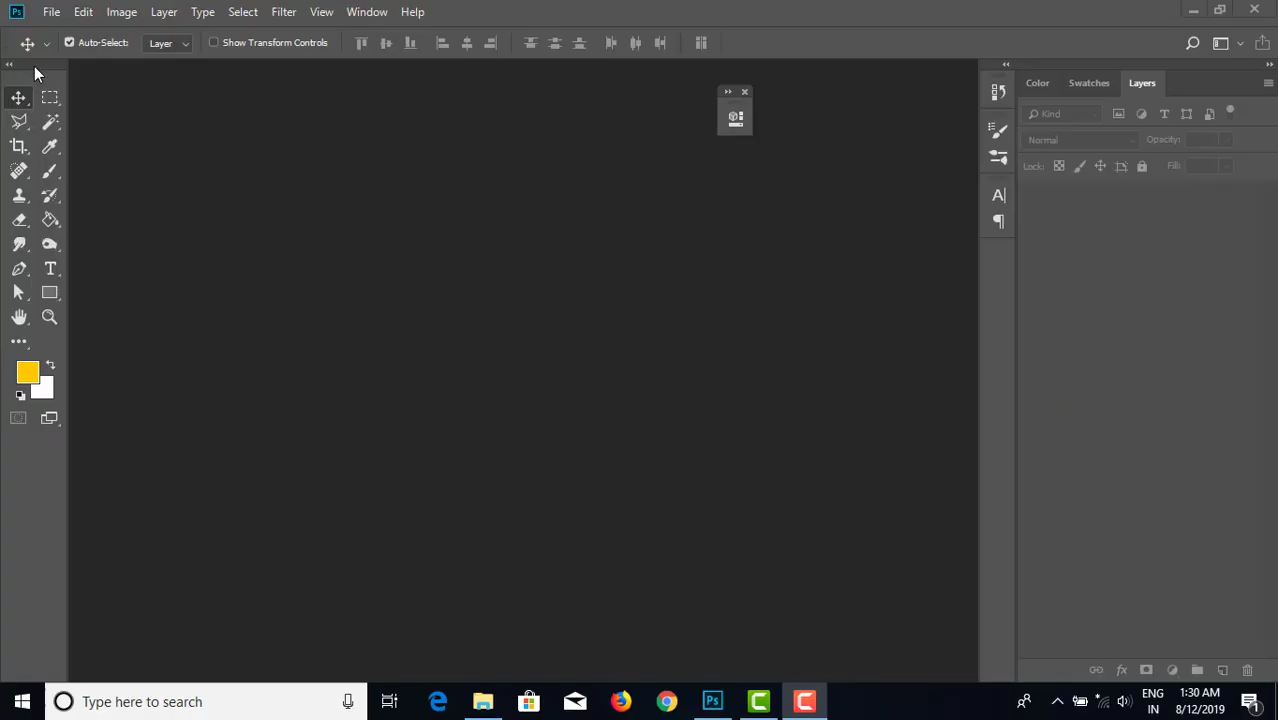 Ps File Edit Image Layer Type Select Filter View Window Help
Auto-Select: Layer Show Transform Controls
Color Swatches Layers
Kind
Normal Opacity:
Lock: Fill:
Type here to search
ENG
IN
1:30 AM
8/12/2019